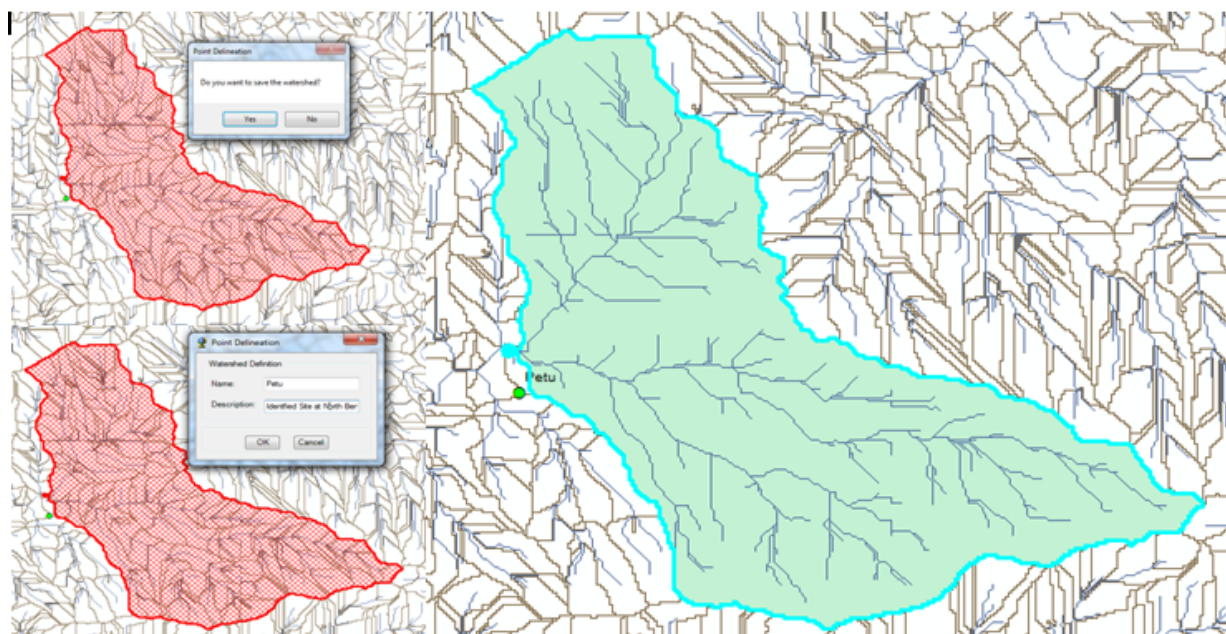 Point Delineation
Do you want to save the watershed?
Yes
No
Point Delineation
Watershed Definition
Name:
Petu
Description:
Identified Site at North Ber
OK
Cancel
Petu